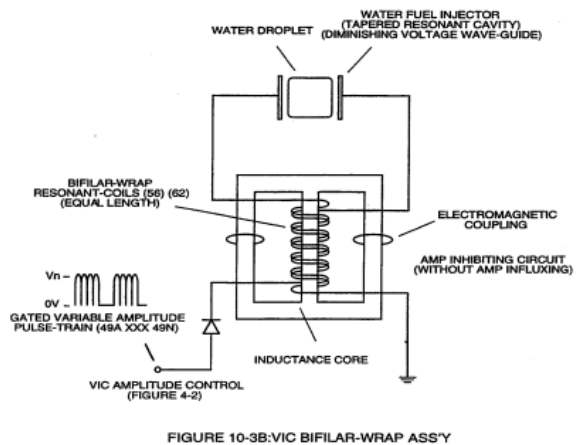 WATER DROPLET
WATER FUEL INJECTOR
(TAPERED RESONANT CAVITY)
(DIMINISHING VOLTAGE WAVE-GUIDE)
BIFILAR-WRAP
RESONANT-COILS (56) (62)
(EQUAL LENGTH)
ELECTROMAGNETIC
COUPLING
AMP INHIBITING CIRCUIT
(WITHOUT AMP INFLUXING)
Vn
0V
GATED VARIABLE AMPLITUDE
PULSE-TRAIN (49A XXX 49N)
INDUCTANCE CORE
VIC AMPLITUDE CONTROL
(FIGURE 4-2)
FIGURE 10-3B:VIC BIFILAR-WRAP ASS'Y